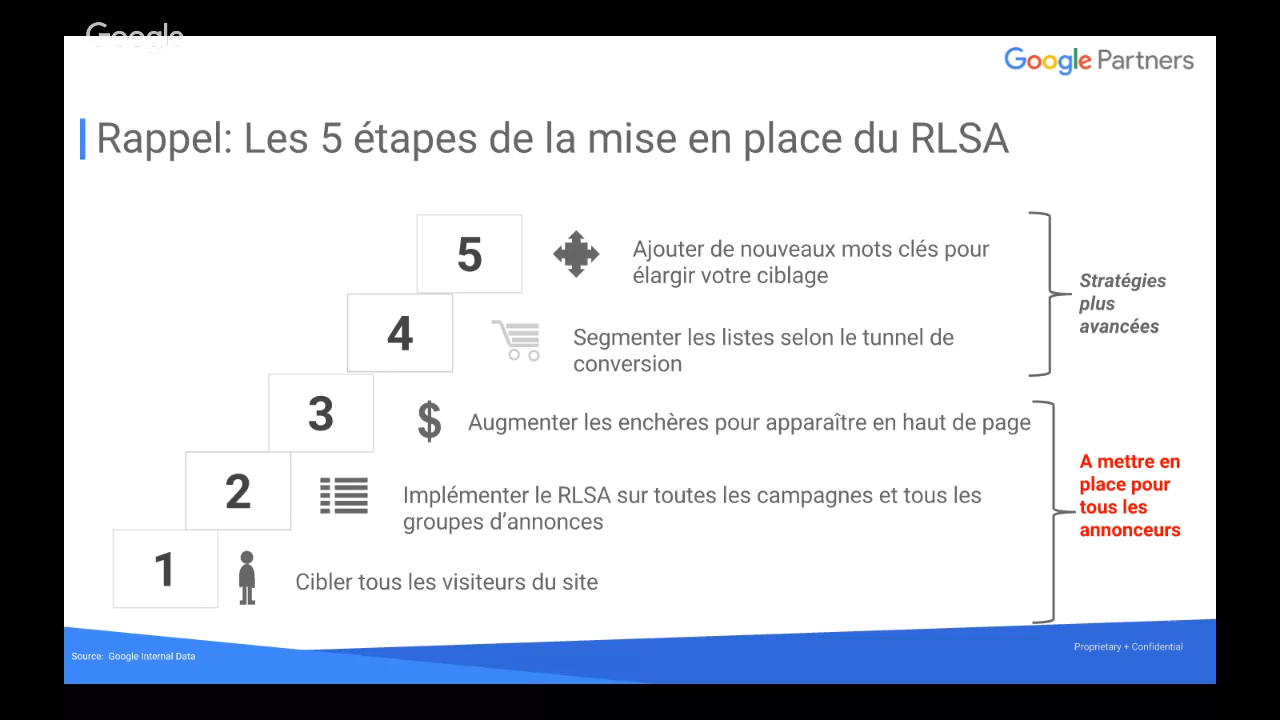 Google
Google Partners
Rappel: Les 5 étapes de la mise en place du RLSA
5
Ajouter de nouveaux mots clés pour
élargir votre ciblage
4
Segmenter les listes selon le tunnel de
conversion
Stratégies
plus
avancées
3
$
Augmenter les enchères pour apparaître en haut de page
2
Implémenter le RLSA sur toutes les campagnes et tous les
groupes d'annonces
1
Cibler tous les visiteurs du site
A mettre en
place pour
tous les
annonceurs
Source: Google Internal Data
Proprietary + Confidential